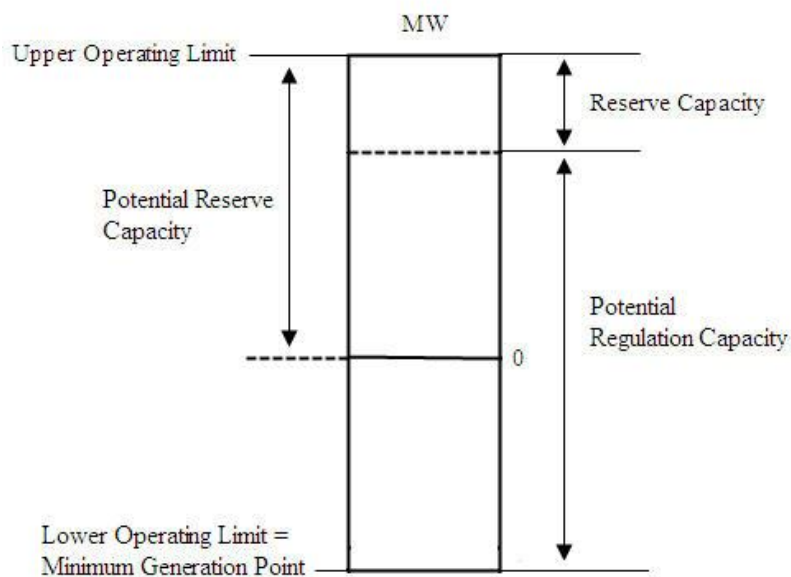 MW
Upper Operating Limit
Reserve Capacity
Potential Reserve
Capacity
Potential
Regulation Capacity
0
Lower Operating Limit =
Minimum Generation Point